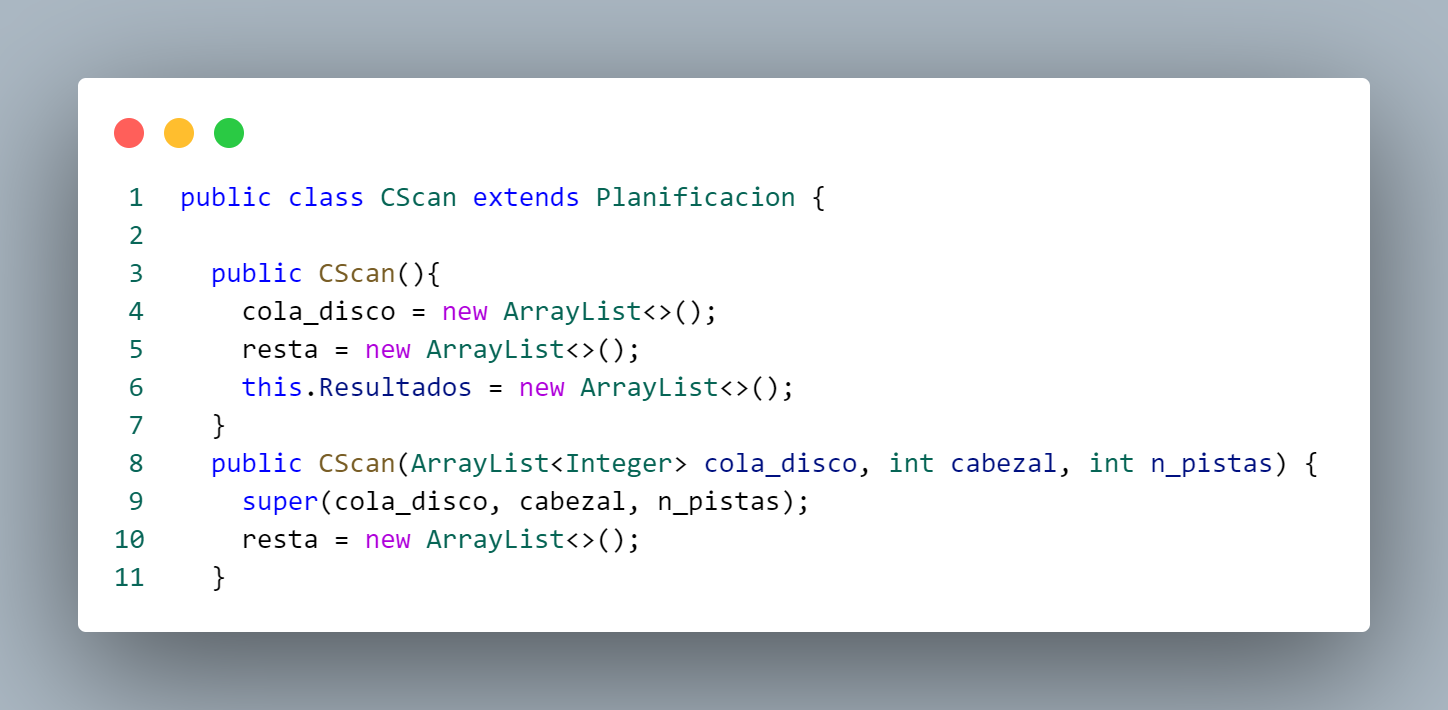 1 public class CScan extends Planificacion {
2
3 public CScan(){
4 cola_disco = new ArrayList<>();
5 resta = new ArrayList<>();
6 this.Resultados = new ArrayList<>();
7 }
8 public CScan(ArrayList<Integer> cola_disco, int cabezal, int n_pistas) {
9 super(cola_disco, cabezal, n_pistas);
10 resta = new ArrayList<>();
11 }